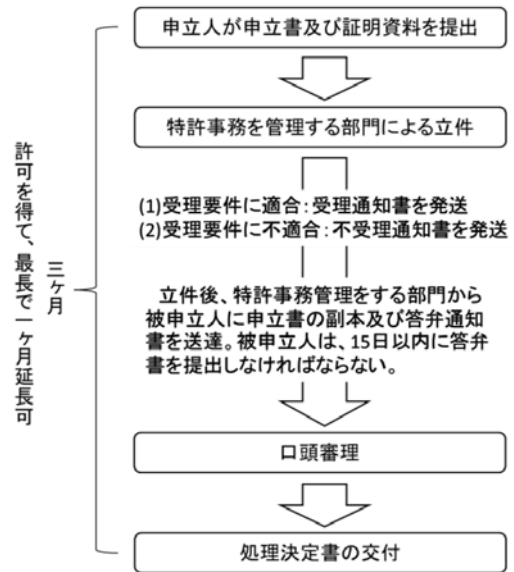 申立人が申立書及び証明資料を提出
特許事務を管理する部門による立件
(1)受理要件に適合：受理通知書を発送
(2)受理要件に不適合：不受理通知書を発送
立件後、特許事務管理をする部門から
被申立人に申立書の副本及び答弁通知
書を送達。被申立人は、15日以内に答弁
書を提出しなければならない。
口頭審理
処理決定書の交付
三ヶ月
許可を得て、最長で一ヶ月延長可